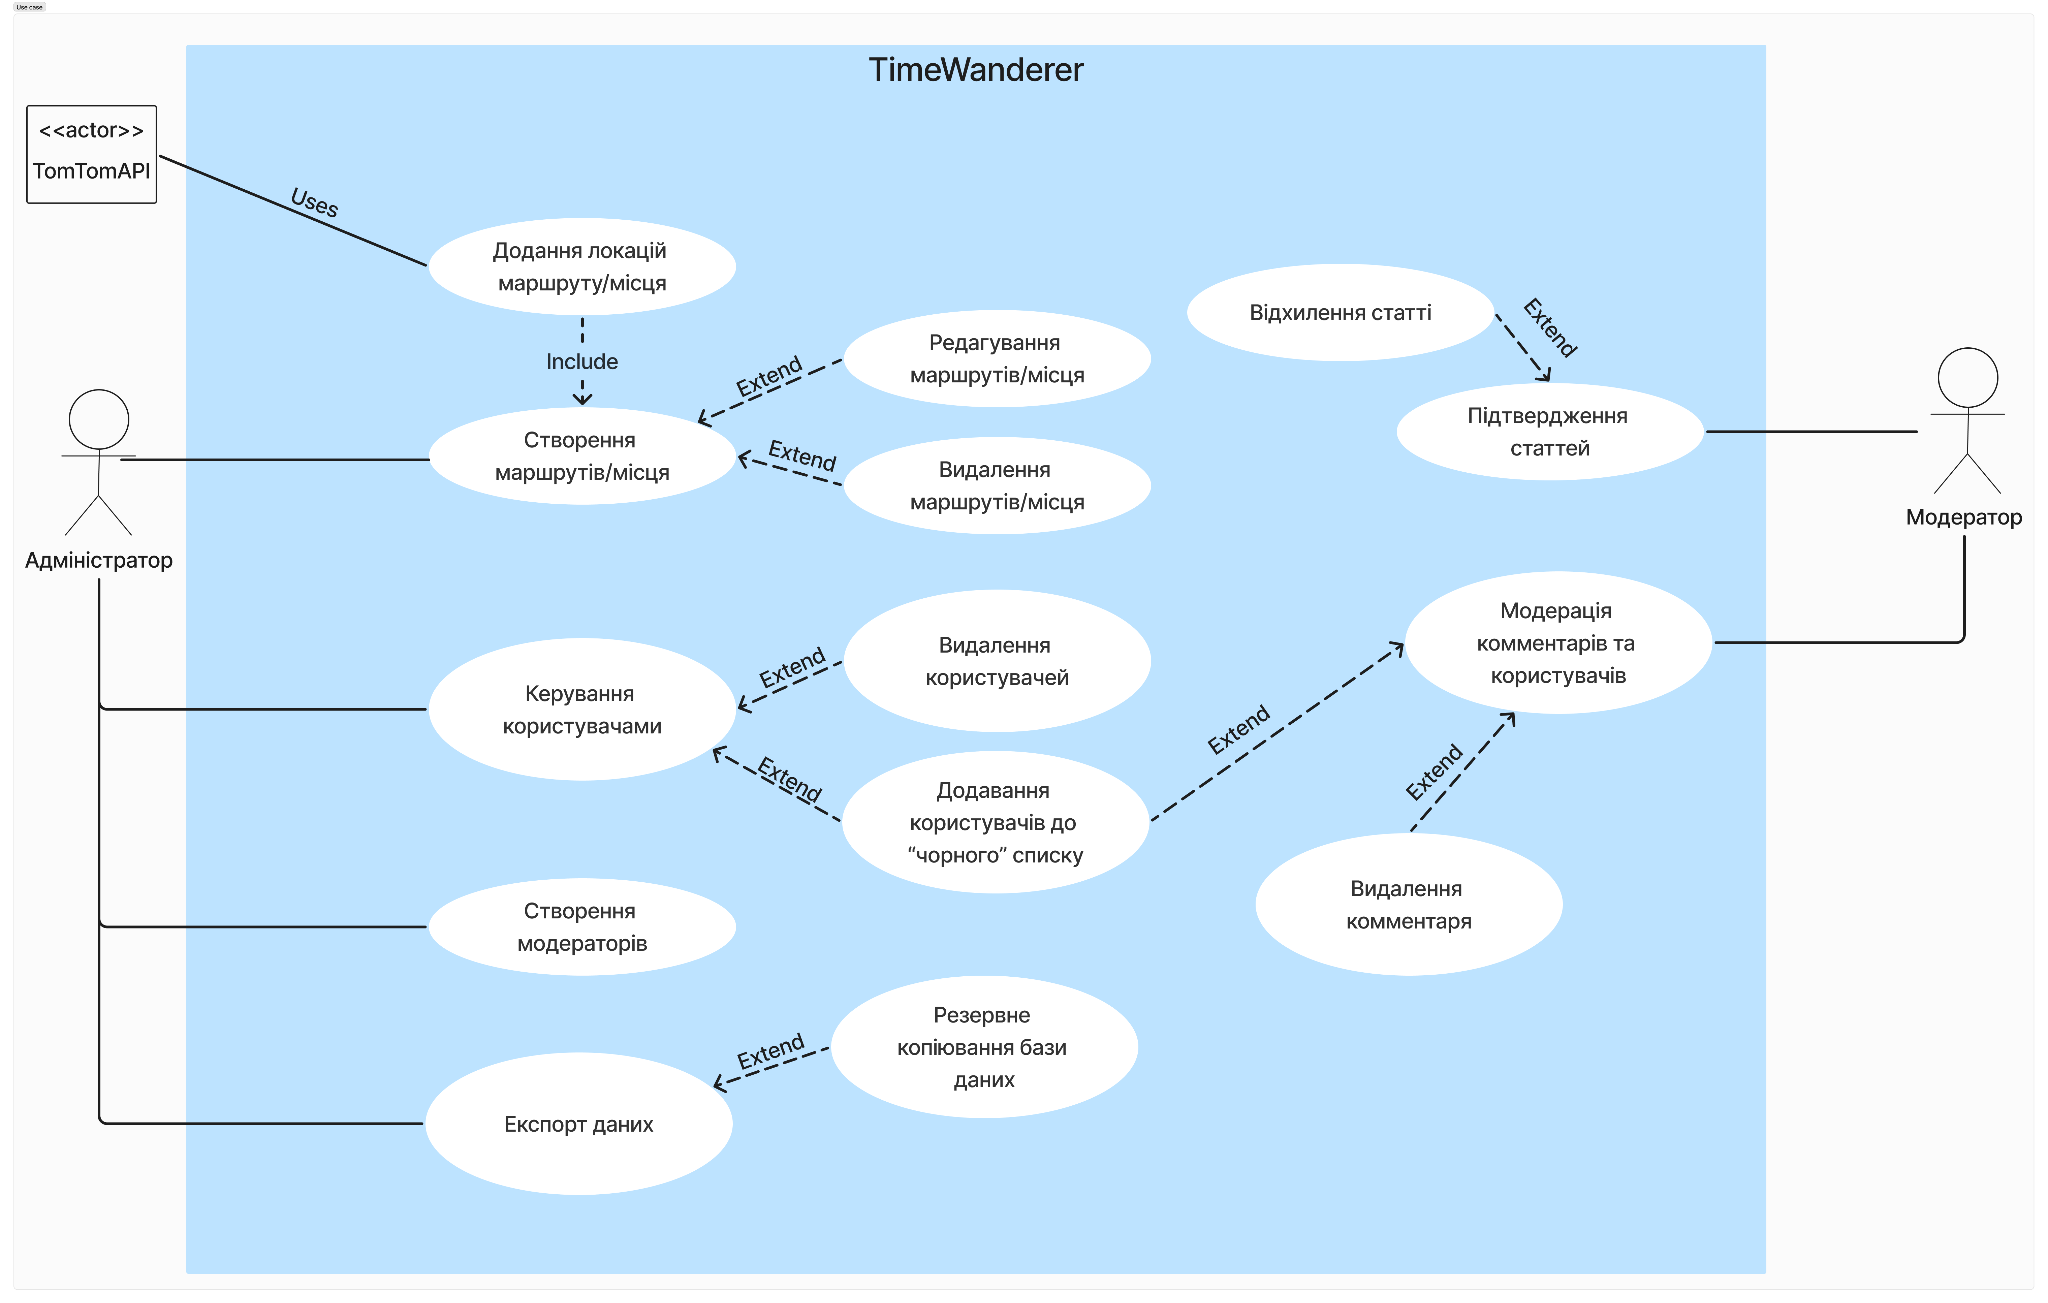 Use case
TimeWanderer
<<actor>>
TomTomAPI
Uses
Додання локацій
маршруту/місця
Include
Створення
маршрутів/місця
Extend
Редагування
маршрутів/місця
Extend
Видалення
маршрутів/місця
Відхилення статті
Extend
Підтвердження
статтей
Адміністратор
Модератор
Керування
користувачами
Extend
Видалення
користувачей
Extend
Додавання
користувачів до
“чорного” списку
Extend
Модерація
комментарів та
користувачів
Extend
Видалення
комментаря
Створення
модераторів
Експорт даних
Extend
Резервне
копіювання бази
даних